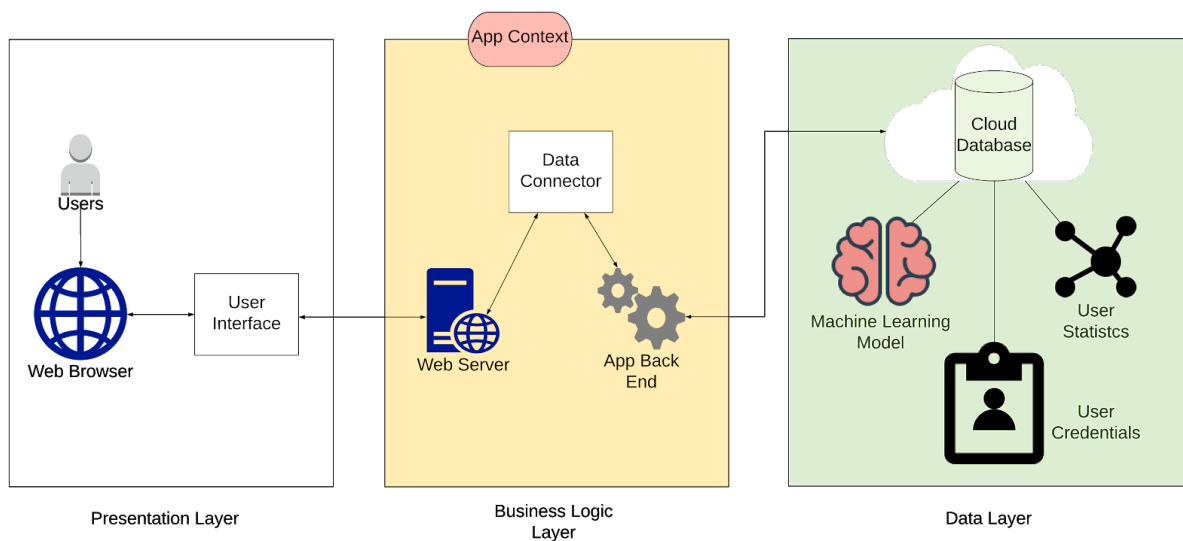 App Context
Users
Web Browser
User
Interface
Presentation Layer
Data
Connector
Web Server
App Back
End
Business Logic
Layer
Cloud
Database
Machine Learning
Model
User
Statistcs
User
Credentials
Data Layer